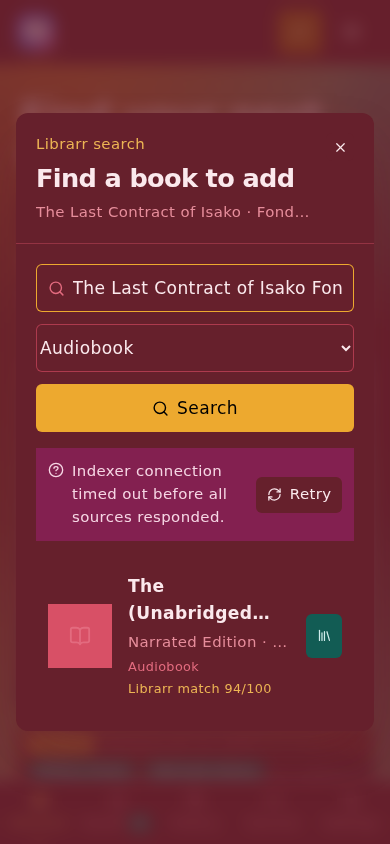 Librarr search
Find a book to add
The Last Contract of Isako · Fond...
The Last Contract of Isako Fon
Audiobook
Search
Indexer connection
timed out before all
sources responded.
Retry
The
(Unabridged...
Narrated Edition · ...
Audiobook
Librarr match 94/100